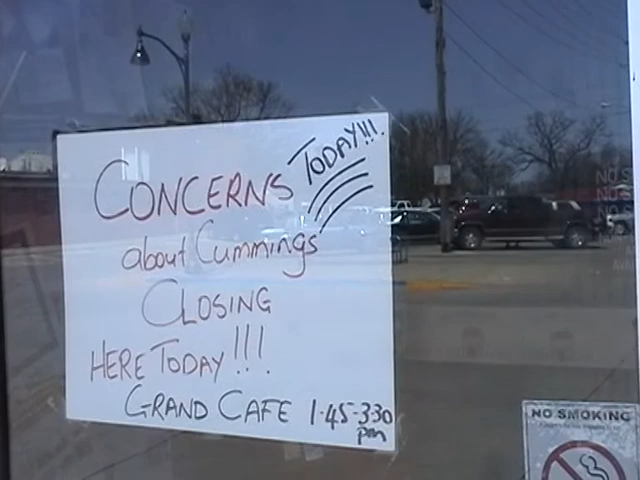 TODAY!!!
CONCERNS
about Cummings
CLOSING
HERE TODAY!!!
GRAND CAFE 1-45-3:30
pm
NO SMOKING